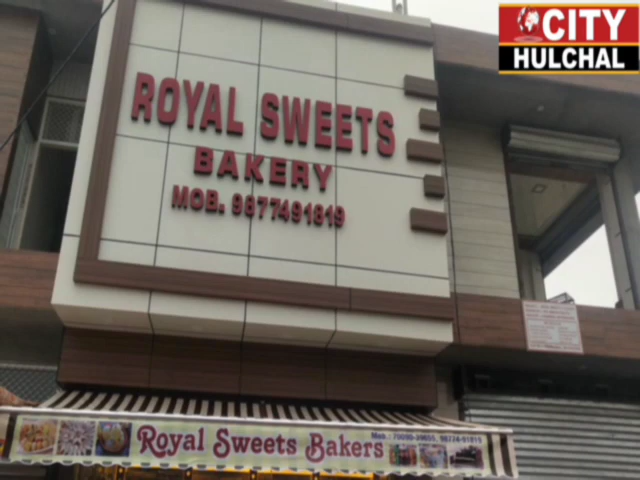 CITY
HULCHAL
ROYAL SWEETS
BAKERY
MOB. 9877491819
Royal Sweets Bakers